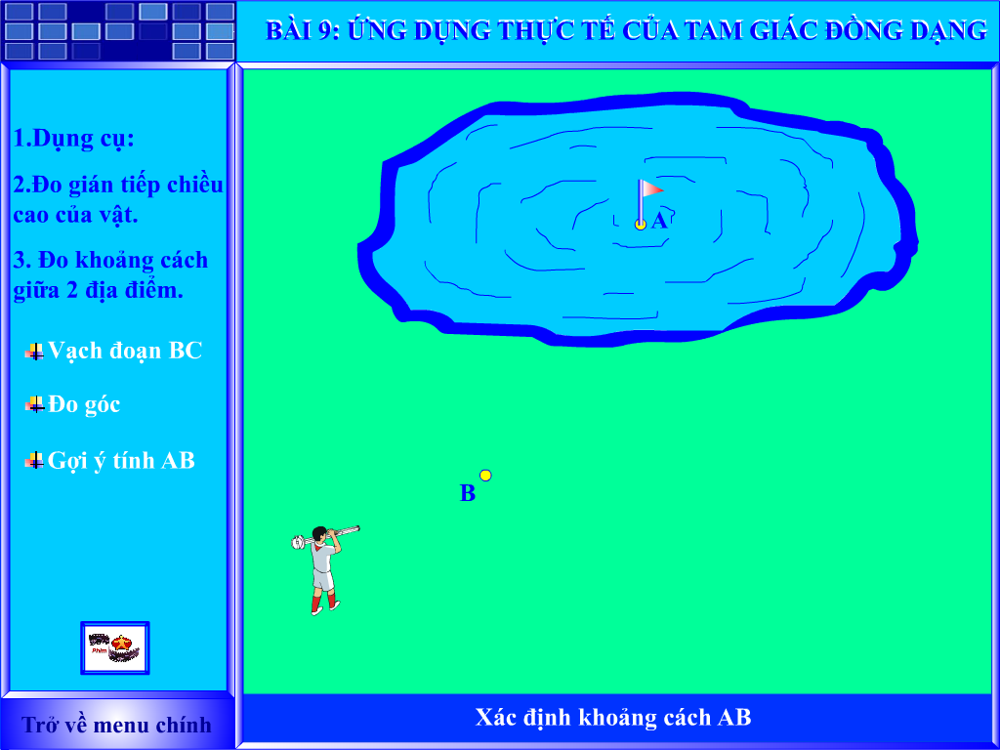 BÀI 9: ỨNG DỤNG THỰC TẾ CỦA TAM GIÁC ĐỒNG DẠNG
1.Dụng cụ:
2.Đo gián tiếp chiều
cao của vật.
3. Đo khoảng cách
giữa 2 địa điểm.
Vạch đoạn BC
Đo góc
Gợi ý tính AB
Phim
Trở về menu chính
A
B
Xác định khoảng cách AB